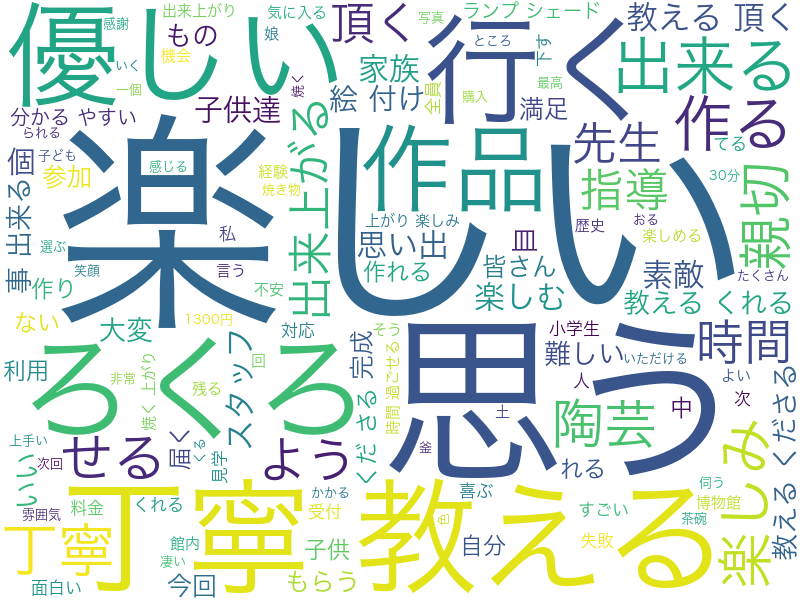 優しい
感謝
出来上がり
娘
気に入る
写真
もの
機会
いく
一個
焼く
頂く
家族
絵 付け
全員
行く
ところ
購入
ランプ シェード
下す
最高
満足
教える 頂く
出来る
作る
てる
30分
分かる やすい
られる
子ども
子供達
感じる
経験
焼き物
出来上がる
楽しい
作品
先生
指導
親切
個
参加
事 出来る
選ぶ
笑顔
私
言う
不安
上がり 楽しみ
思い出
作れる
皿
皆さん
楽しむ
歴史
おる
楽しめる
素敵
たくさん
教える くれる
作り
ない
大変
1300円
対応
利用
非常
焼く 上がり
残る
回
スタッフ
完成
そう
時間 過ごせる
くだ さる
思う
小学生
難しい
いただける
人
時間
よい
次
中
ろくろ
陶芸
れる
土
釜
上手い
次回
せる
届く
くる
見学
よう
いい
丁寧 教える
丁寧
楽しみ
教える くださる
雰囲気
料金
くれる
かかる
受付
色
喜ぶ
すごい
伺う
博物館
茶碗
館内
凄い
子供
自分
失敗
面白い
今回
もらう